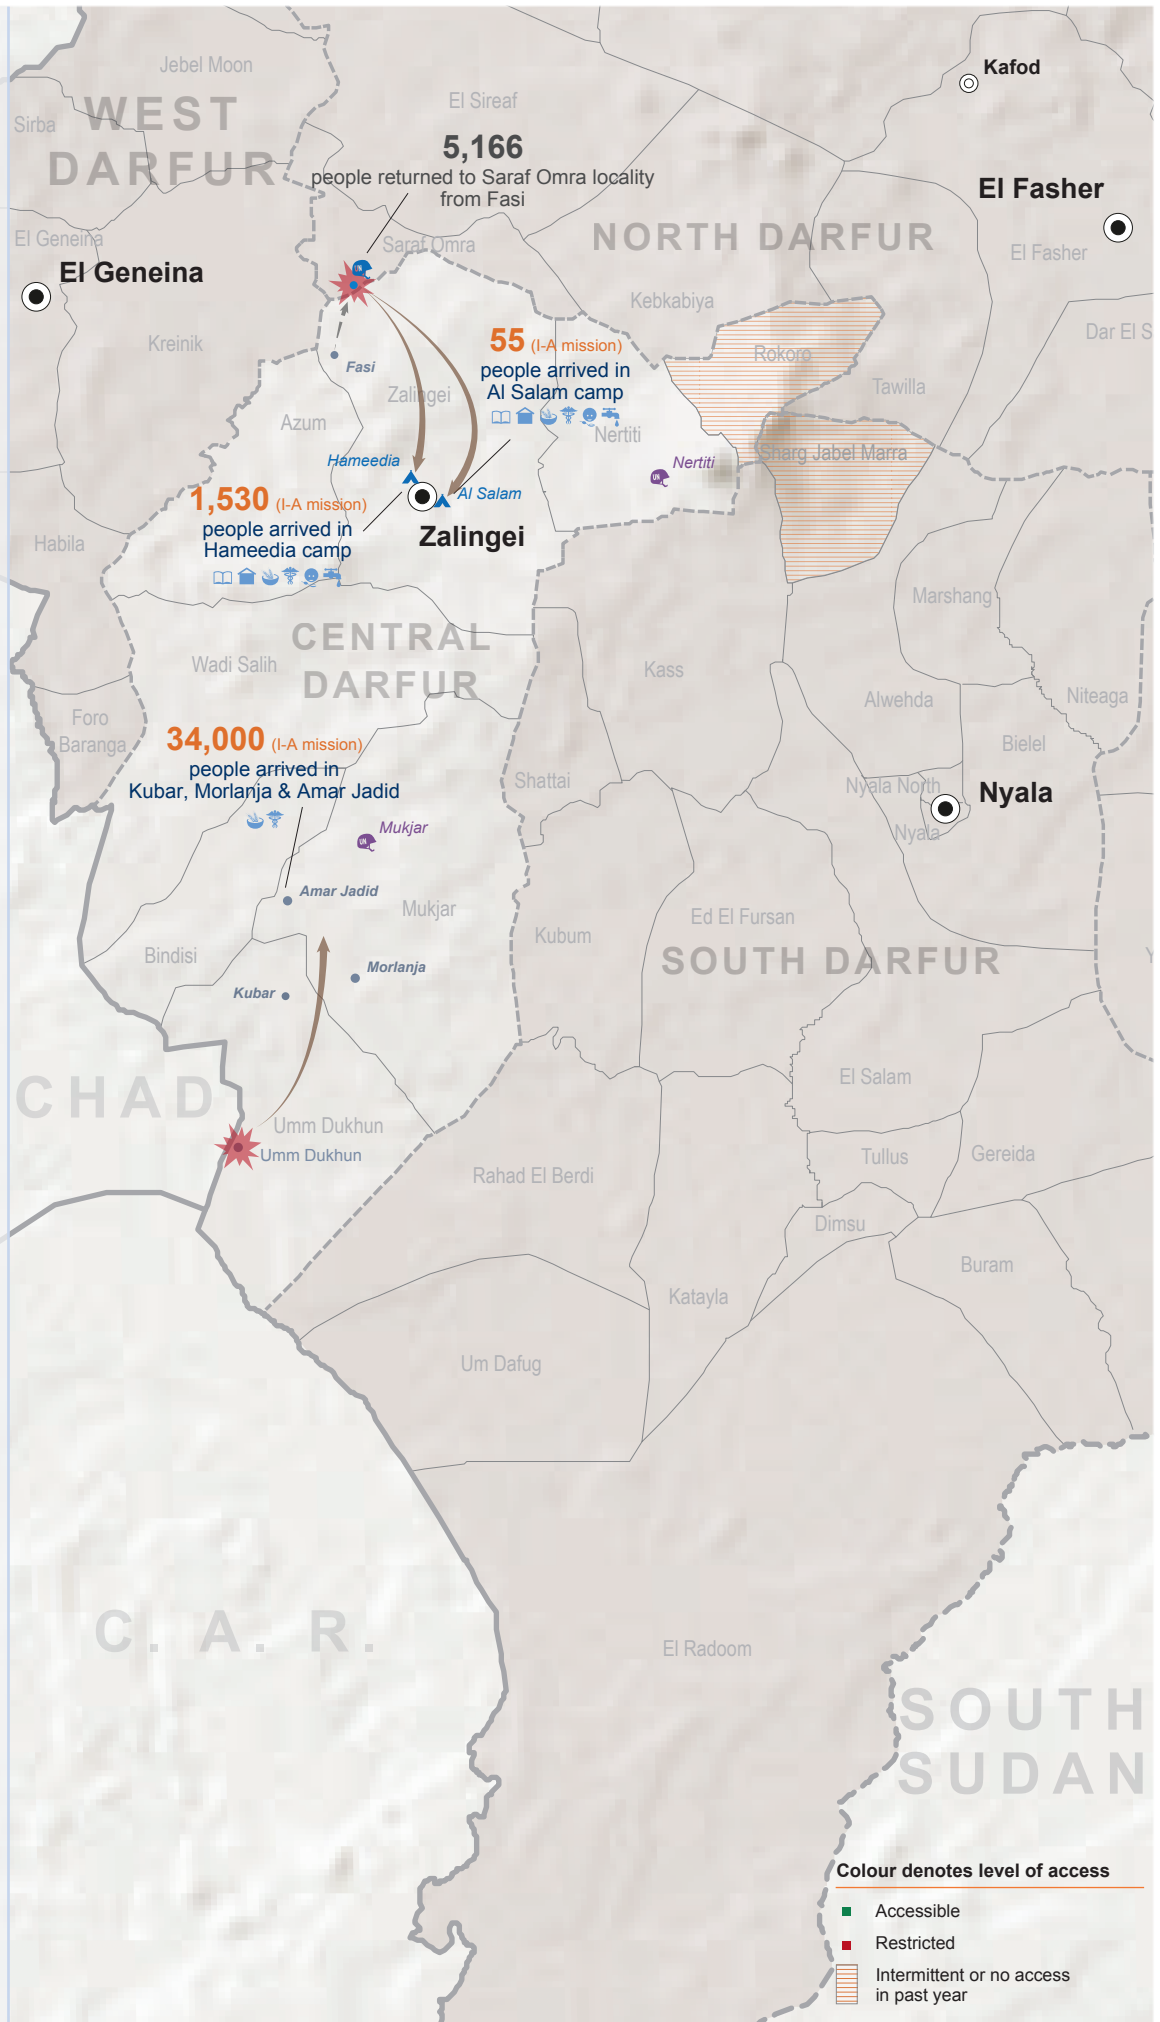 Jebel Moon
Kafod
Sirba
WEST
DARFUR
El Sireaf
5,166
people returned to Saraf Omra locality
from Fasi
El Fasher
El Geneina
El Geneina
Saraf Omra
NORTH DARFUR
El Fasher
Kebkabiya
Kreinik
Fasi
Zalingei
55 (I-A mission)
people arrived in
Al Salam camp
Rokoro
Dar El S
Tawilla
Azum
Nertiti
Nertiti
Sharg Jabel Marra
Hameedia
Al Salam
1,530 (I-A mission)
people arrived in
Hameedia camp
Zalingei
Habila
Marshang
CENTRAL
DARFUR
Wadi Salih
Kass
Alwehda
Niteaga
Foro
Baranga
Bielel
34,000 (I-A mission)
people arrived in
Kubar, Morlanja & Amar Jadid
Shattai
Nyala North
Nyala
Nyala
UN
Mukjar
Amar Jadid
Mukjar
Ed El Fursan
Kubum
Bindisi
SOUTH DARFUR
Y
Morlanja
Kubar
CHAD
El Salam
Umm Dukhun
Umm Dukhun
Tullus
Gereida
Rahad El Berdi
Dimsu
Buram
Katayla
Um Dafug
C. A. R.
El Radoom
SOUTH
SUDAN
Colour denotes level of access
Accessible
Restricted
Intermittent or no access
in past year